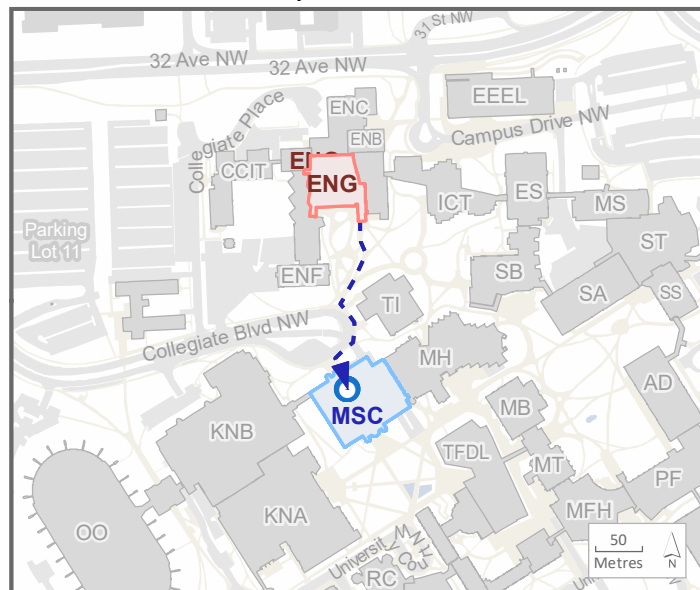 31 St NW
32 Ave NW
32 Ave NW
EEEL
ENC
Collegiate Place
Campus Drive NW
ENB
CCIT
ENG
ES
ICT
MS
Parking
Lot 11
ST
ENF
SB
SA
SS
TI
Collegiate Blvd NW
MH
AD
MSC
MB
KNB
TFDL
MT
PF
KNA
MFH
OO
RC
50
Metres
N